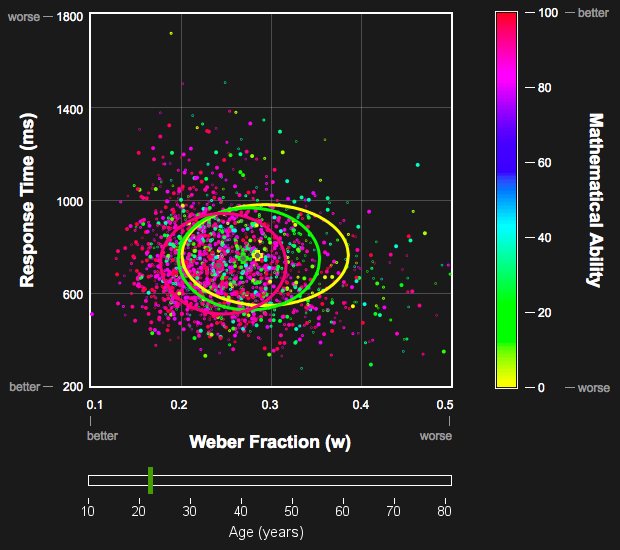 worse
1800
1400
1000
600
200
better
Response Time (ms)
0.1
0.2
0.3
0.4
0.5
better
worse
Weber Fraction (w)
100
better
80
60
40
20
0
worse
Mathematical Ability
10
20
30
40
50
60
70
80
Age (years)